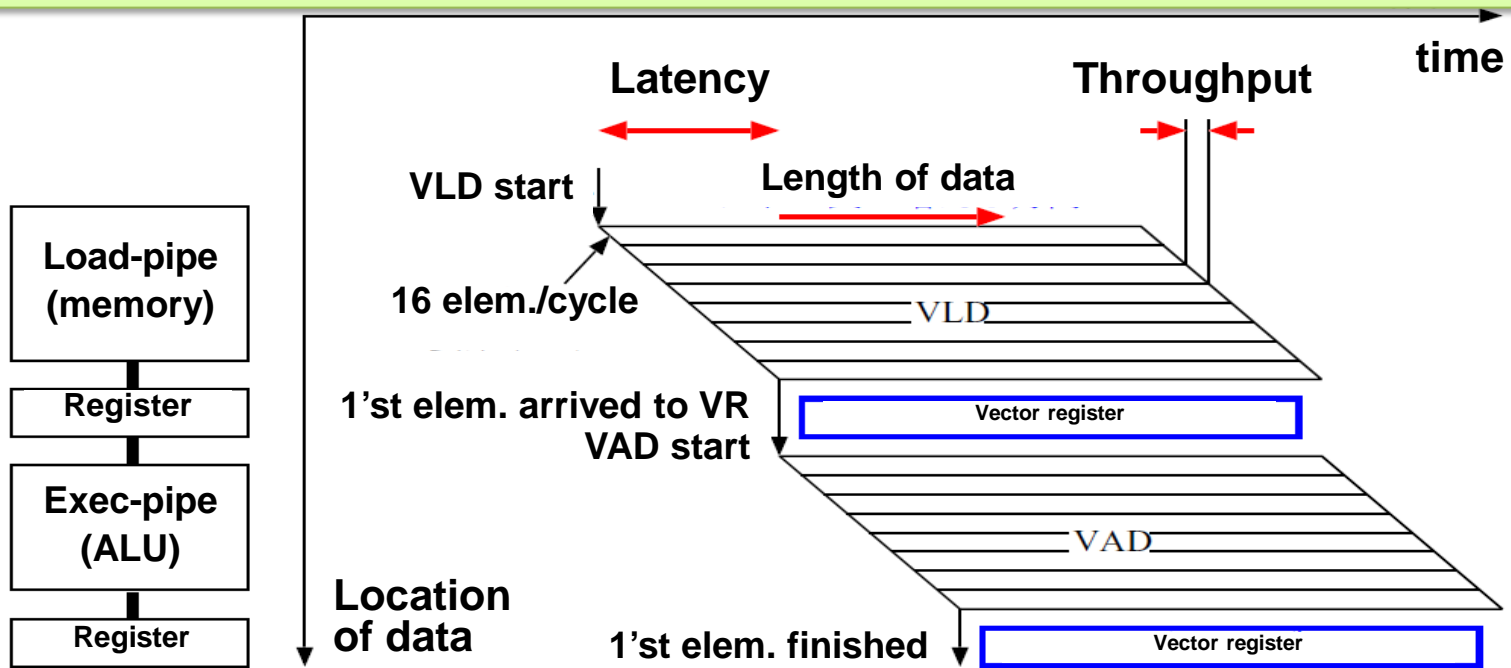 time
Latency
Throughput
VLD start
Length of data
Load-pipe
(memory)
16 elem./cycle
VLD
Register
1’st elem. arrived to VR
VAD start
Vector register
Exec-pipe
(ALU)
VAD
Location
of data
Register
1’st elem. finished
Vector register